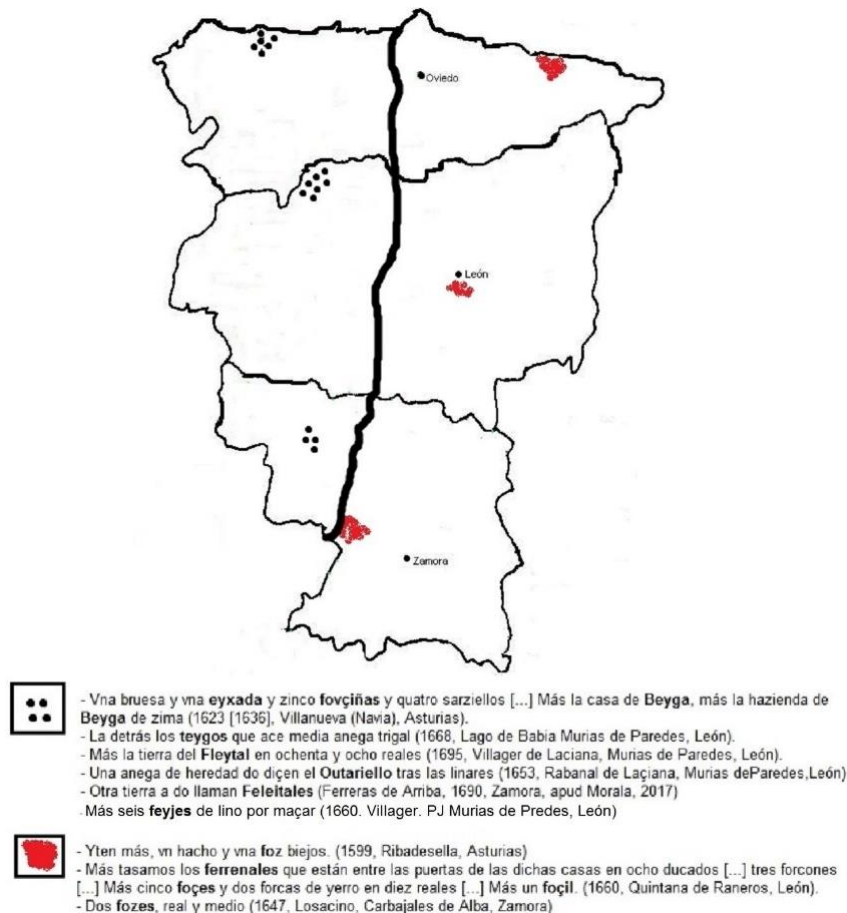 Oviedo
León
Zamora
- Vna bruesa y vna eyxada y zinco fovçiñas y quatro sarziellos [...] Más la casa de Beyga, más la hazienda de
Beyga de zima (1623 [1636], Villanueva (Navia), Asturias).
- La detrás los teygos que ace media anega trigal (1668, Lago de Babia Murias de Paredes, León).
- Más la tierra del Fleytal en ochenta y ocho reales (1695, Villager de Laciana, Murias de Paredes, León).
- Una anega de heredad do diçen el Outariello tras las linares (1653, Rabanal de Laçiana, Murias deParedes,León)
- Otra tierra a do llaman Feleitales (Ferreras de Arriba, 1690, Zamora, apud Morala, 2017)
- Más seis feyjes de lino por maçar (1660. Villager. PJ Murias de Predes, León)
- Yten más, vn hacho y vna foz biejos. (1599, Ribadesella, Asturias)
- Más tasamos los ferrenales que están entre las puertas de las dichas casas en ocho ducados [...] tres forcones
[...] Más cinco foçes y dos forcas de yerro en diez reales [...] Más un foçil. (1660, Quintana de Raneros, León).
- Dos fozes, real y medio (1647, Losacino, Carbajales de Alba, Zamora)